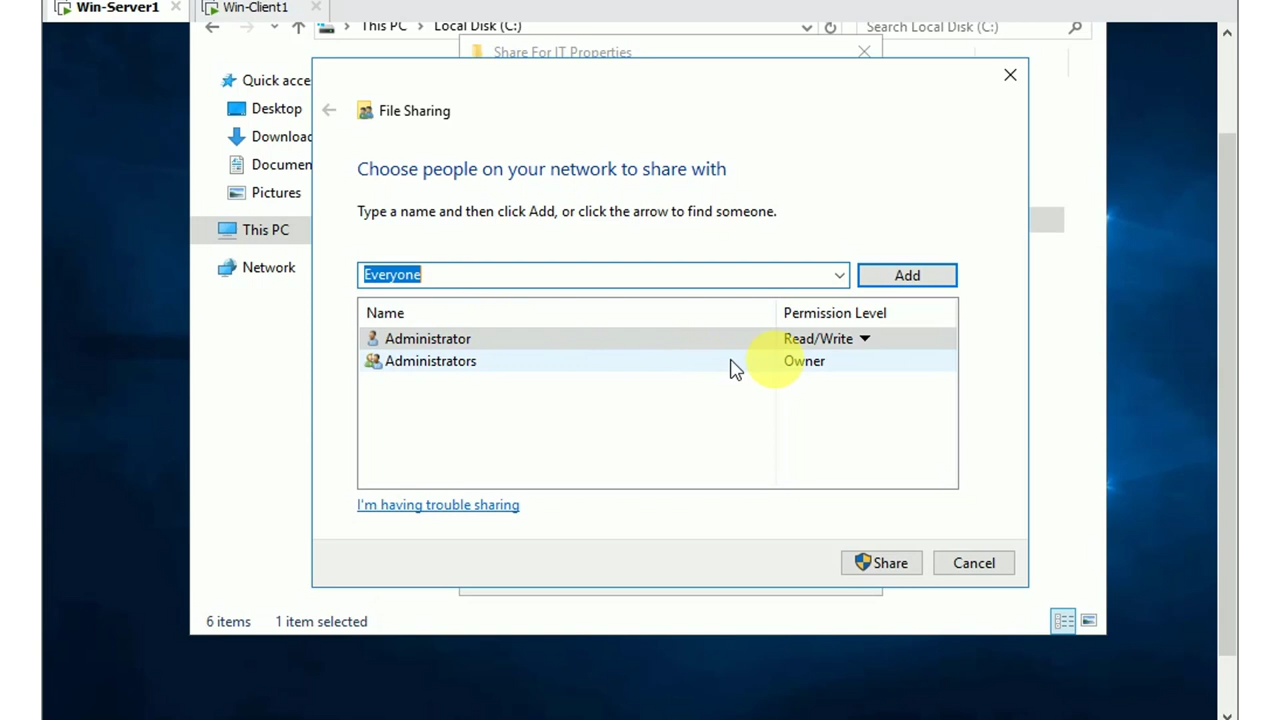 Win-Server1
Win-Client1
This PC
Local Disk (C:)
Search Local Disk (C:)
Share For IT Properties
Quick acce
Desktop
Downloac
Documen
Pictures
This PC
Network
File Sharing
Choose people on your network to share with
Type a name and then click Add, or click the arrow to find someone.
Everyone
Add
Name
Permission Level
Administrator
Read/Write
Administrators
Owner
I'm having trouble sharing
Share
Cancel
6 items
1 item selected